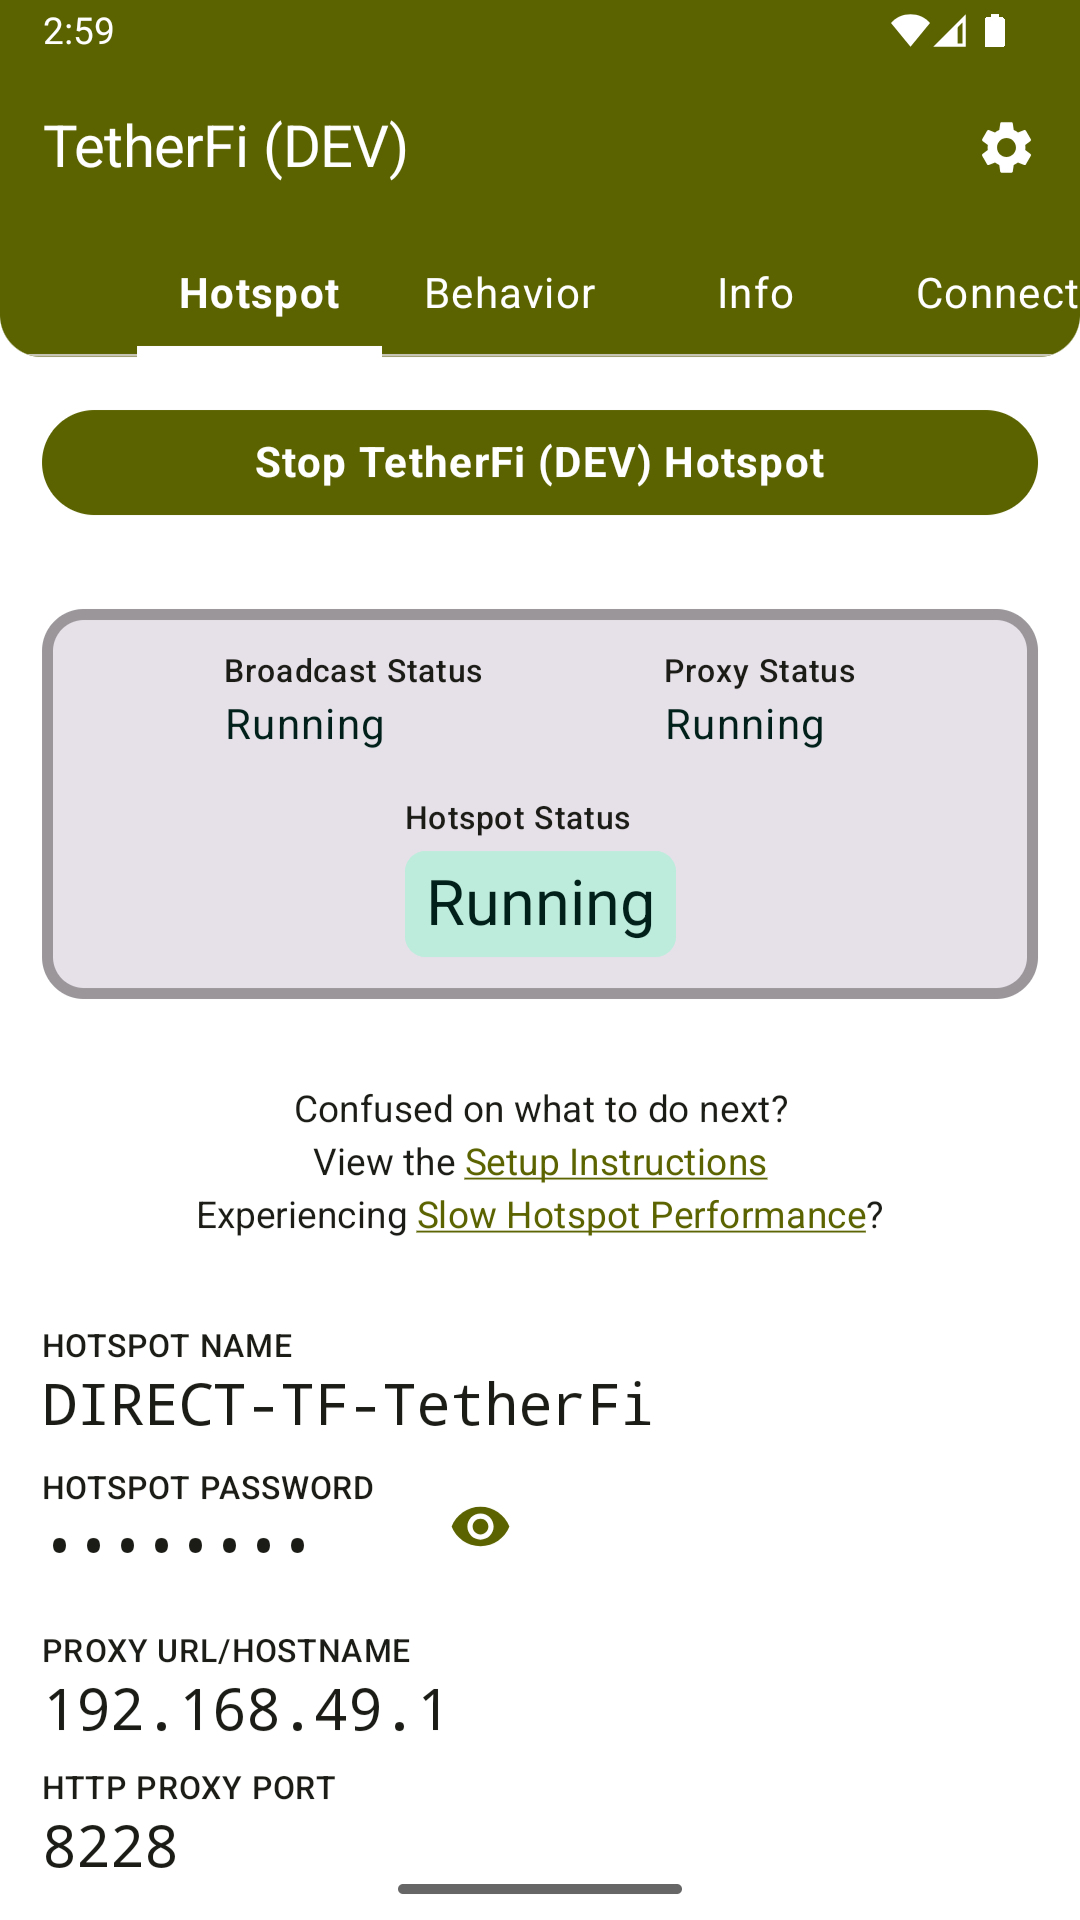 2:59
TetherFi (DEV)
Hotspot Behavior Info Connect
Stop TetherFi (DEV) Hotspot
Broadcast Status Proxy Status
Running Running
Hotspot Status
Running
Confused on what to do next?
View the Setup Instructions
Experiencing Slow Hotspot Performance?
HOTSPOT NAME
DIRECT-TF-TetherFi
HOTSPOT PASSWORD
••••••••
PROXY URL/HOSTNAME
192.168.49.1
HTTP PROXY PORT
8228